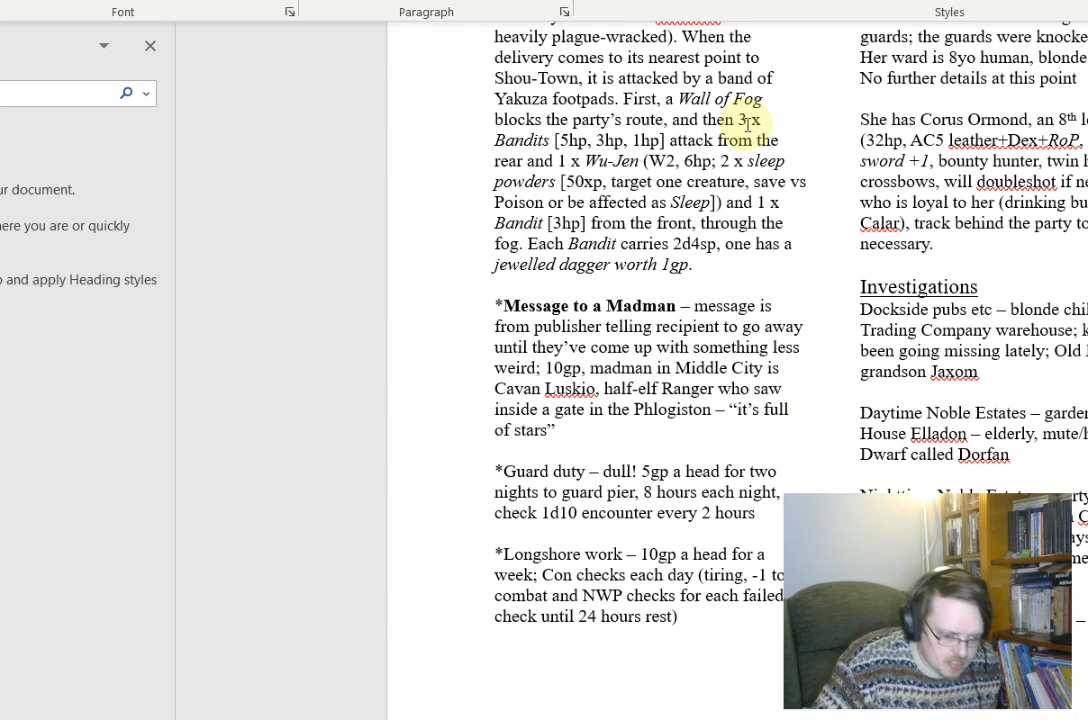 Font
Paragraph
Styles
ur document.
here you are or quickly
o and apply Heading styles
heavily plague-wracked). When the
delivery comes to its nearest point to
Shou-Town, it is attacked by a band of
Yakuza footpads. First, a Wall of Fog
blocks the party's route, and then 3 x
Bandits [5hp, 3hp, 1hp] attack from the
rear and 1 x Wu-Jen (W2, 6hp; 2 x sleep
powders [50xp, target one creature, save vs
Poison or be affected as Sleep]) and 1 x
Bandit [3hp] from the front, through the
fog. Each Bandit carries 2d4sp, one has a
jewelled dagger worth 1gp.
*Message to a Madman – message is
from publisher telling recipient to go away
until they've come up with something less
weird; 10gp, madman in Middle City is
Cavan Luskio, half-elf Ranger who saw
inside a gate in the Phlogiston – "it's full
of stars"
*Guard duty – dull! 5gp a head for two
nights to guard pier, 8 hours each night,
check 1d10 encounter every 2 hours
*Longshore work – 10gp a head for a
week; Con checks each day (tiring, -1 to
combat and NWP checks for each failed
check until 24 hours rest)
guards; the guards were knocke
Her ward is 8yo human, blonde
No further details at this point
She has Corus Ormond, an 8th l
(32hp, AC5 leather+Dex+RoP,
sword +1, bounty hunter, twin h
crossbows, will doubleshot if ne
who is loyal to her (drinking bu
Calar), track behind the party to
necessary.
Investigations
Dockside pubs etc – blonde chil
Trading Company warehouse; k
been going missing lately; Old
grandson Jaxom
Daytime Noble Estates – garden
House Elladon – elderly, mute/h
Dwarf called Dorfan